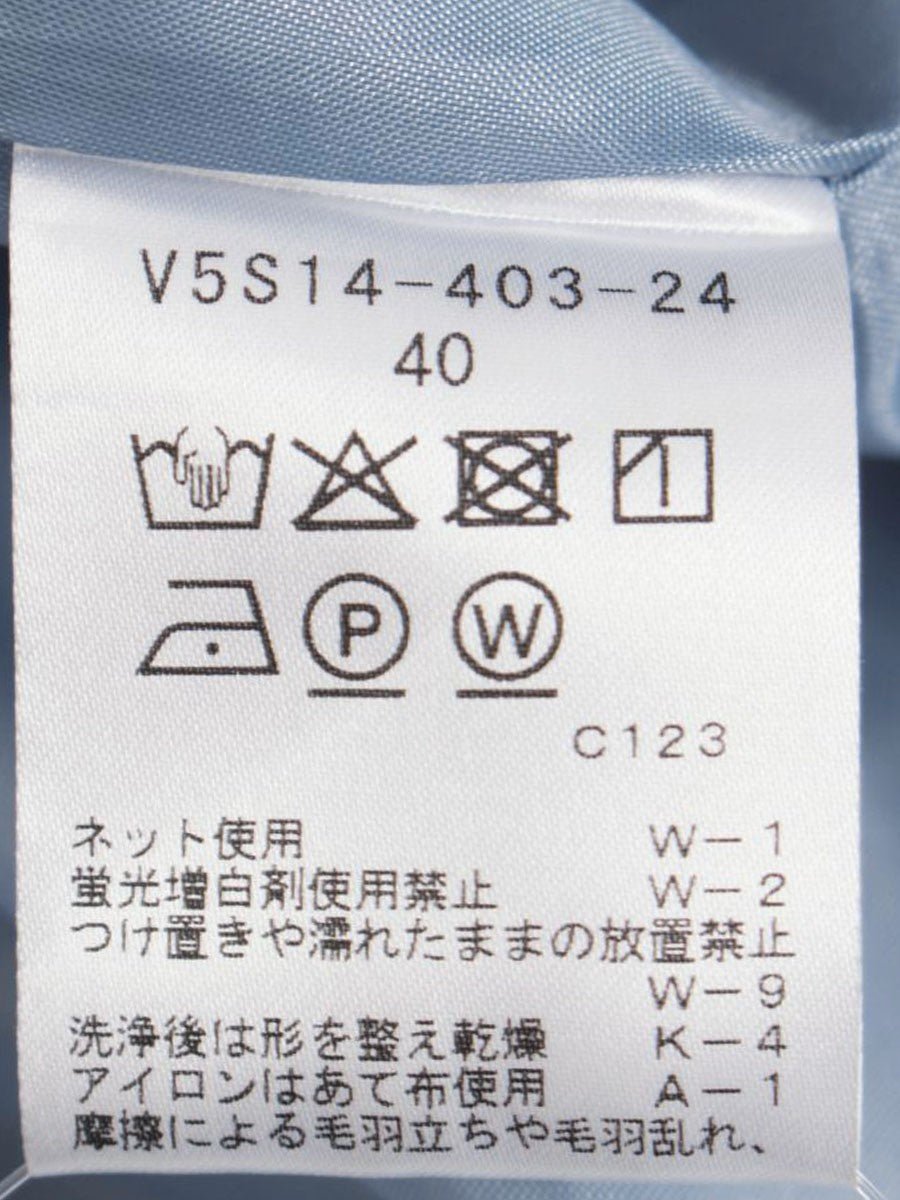 V5S14-403-24
40
P W
C123
ネット使用 W-1
蛍光増白剤使用禁止 W-2
つけ置きや濡れたままの放置禁止
W-9
洗浄後は形を整え乾燥 K-4
アイロンはあて布使用 A-1
摩擦による毛羽立ちや毛羽乱れ、